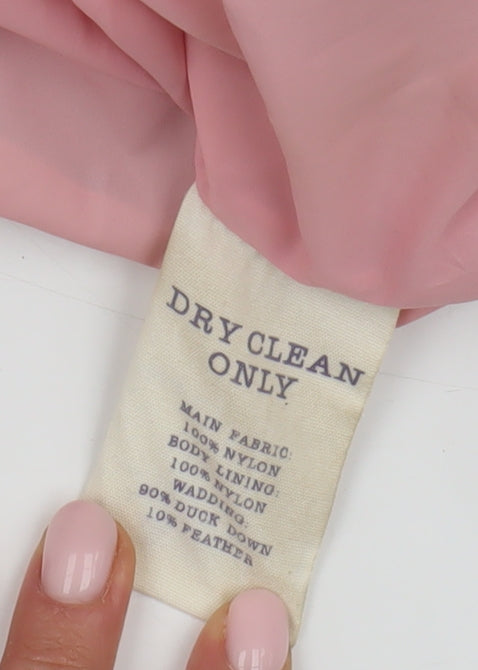 DRY CLEAN
ONLY
MAIN FABRIC:
100% NYLON
BODY LINING:
100% NYLON
WADDING:
90% DUCK DOWN
10% FEATHER